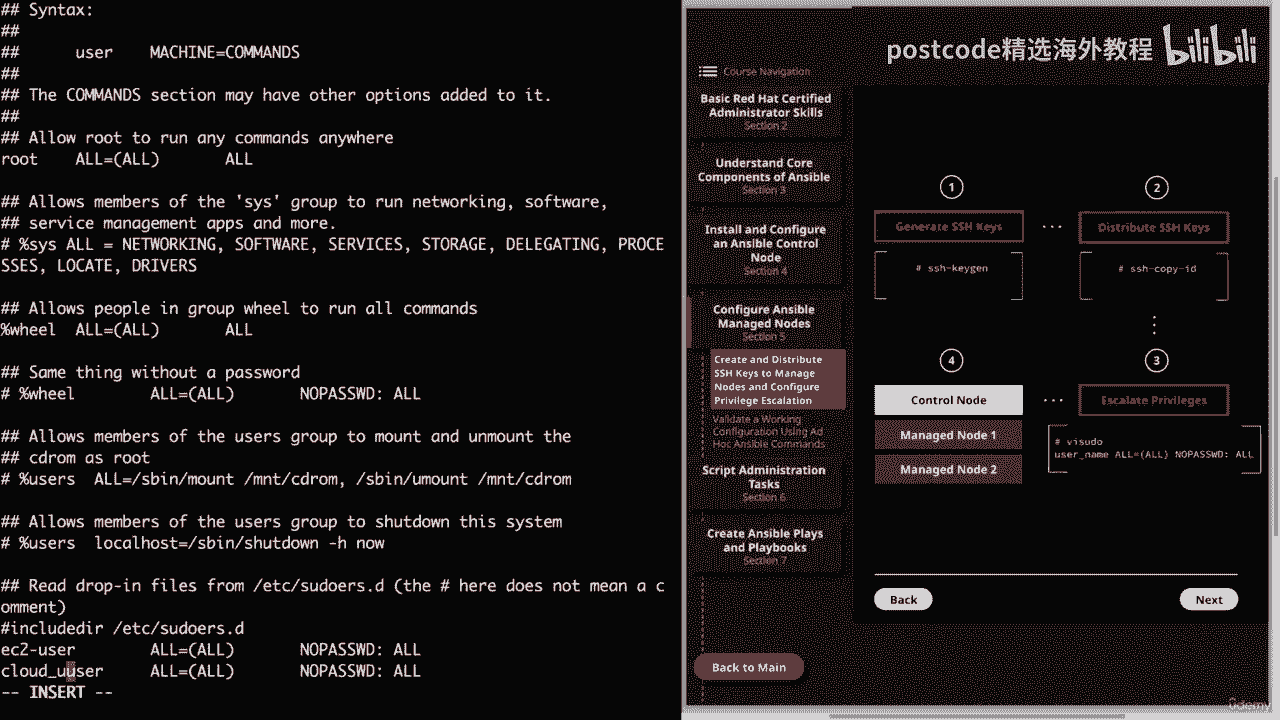 ## Syntax:
##
##      user    MACHINE=COMMANDS
##
## The COMMANDS section may have other options added to it.
##
## Allow root to run any commands anywhere
root    ALL=(ALL)       ALL
## Allows members of the 'sys' group to run networking, software,
## service management apps and more.
# %sys ALL = NETWORKING, SOFTWARE, SERVICES, STORAGE, DELEGATING, PROCE
SSES, LOCATE, DRIVERS
## Allows people in group wheel to run all commands
%wheel  ALL=(ALL)       ALL
## Same thing without a password
# %wheel        ALL=(ALL)       NOPASSWD: ALL
## Allows members of the users group to mount and unmount the
## cdrom as root
# %users  ALL=/sbin/mount /mnt/cdrom, /sbin/umount /mnt/cdrom
## Allows members of the users group to shutdown this system
# %users  localhost=/sbin/shutdown -h now
## Read drop-in files from /etc/sudoers.d (the # here does not mean a c
omment)
#includedir /etc/sudoers.d
ec2-user        ALL=(ALL)       NOPASSWD: ALL
cloud_uuser     ALL=(ALL)       NOPASSWD: ALL
-- INSERT --
postcode精选海外教程 bilibili
Course Navigation
Basic Red Hat Certified
Administrator Skills
Section 2
Understand Core
Components of Ansible
Section 3
Install and Configure
an Ansible Control
Node
Section 4
Configure Ansible
Managed Nodes
Section 5
Create and Distribute
SSH Keys to Manage
Nodes and Configure
Privilege Escalation
Validate a Working
Configuration Using Ad
Hoc Ansible Commands
Script Administration
Tasks
Section 6
Create Ansible Plays
and Playbooks
Section 7
Back to Main
1
2
Generate SSH Keys
Distribute SSH Keys
# ssh-keygen
# ssh-copy-id
4
3
Control Node
Escalate Privileges
Managed Node 1
Managed Node 2
# visudo
user_name ALL=(ALL) NOPASSWD: ALL
Back
Next
ûdemy